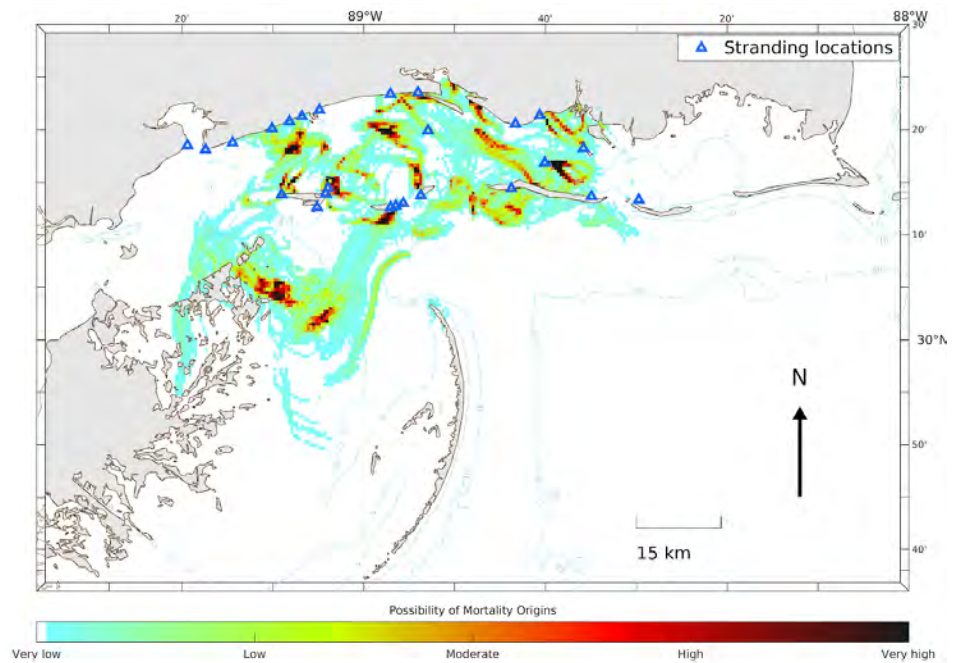 20'
89°W
40'
20'
88°W
30'
Stranding locations
20'
10'
30°N
N
50'
15 km
40'
Possibility of Mortality Origins
Very low
Low
Moderate
High
Very high